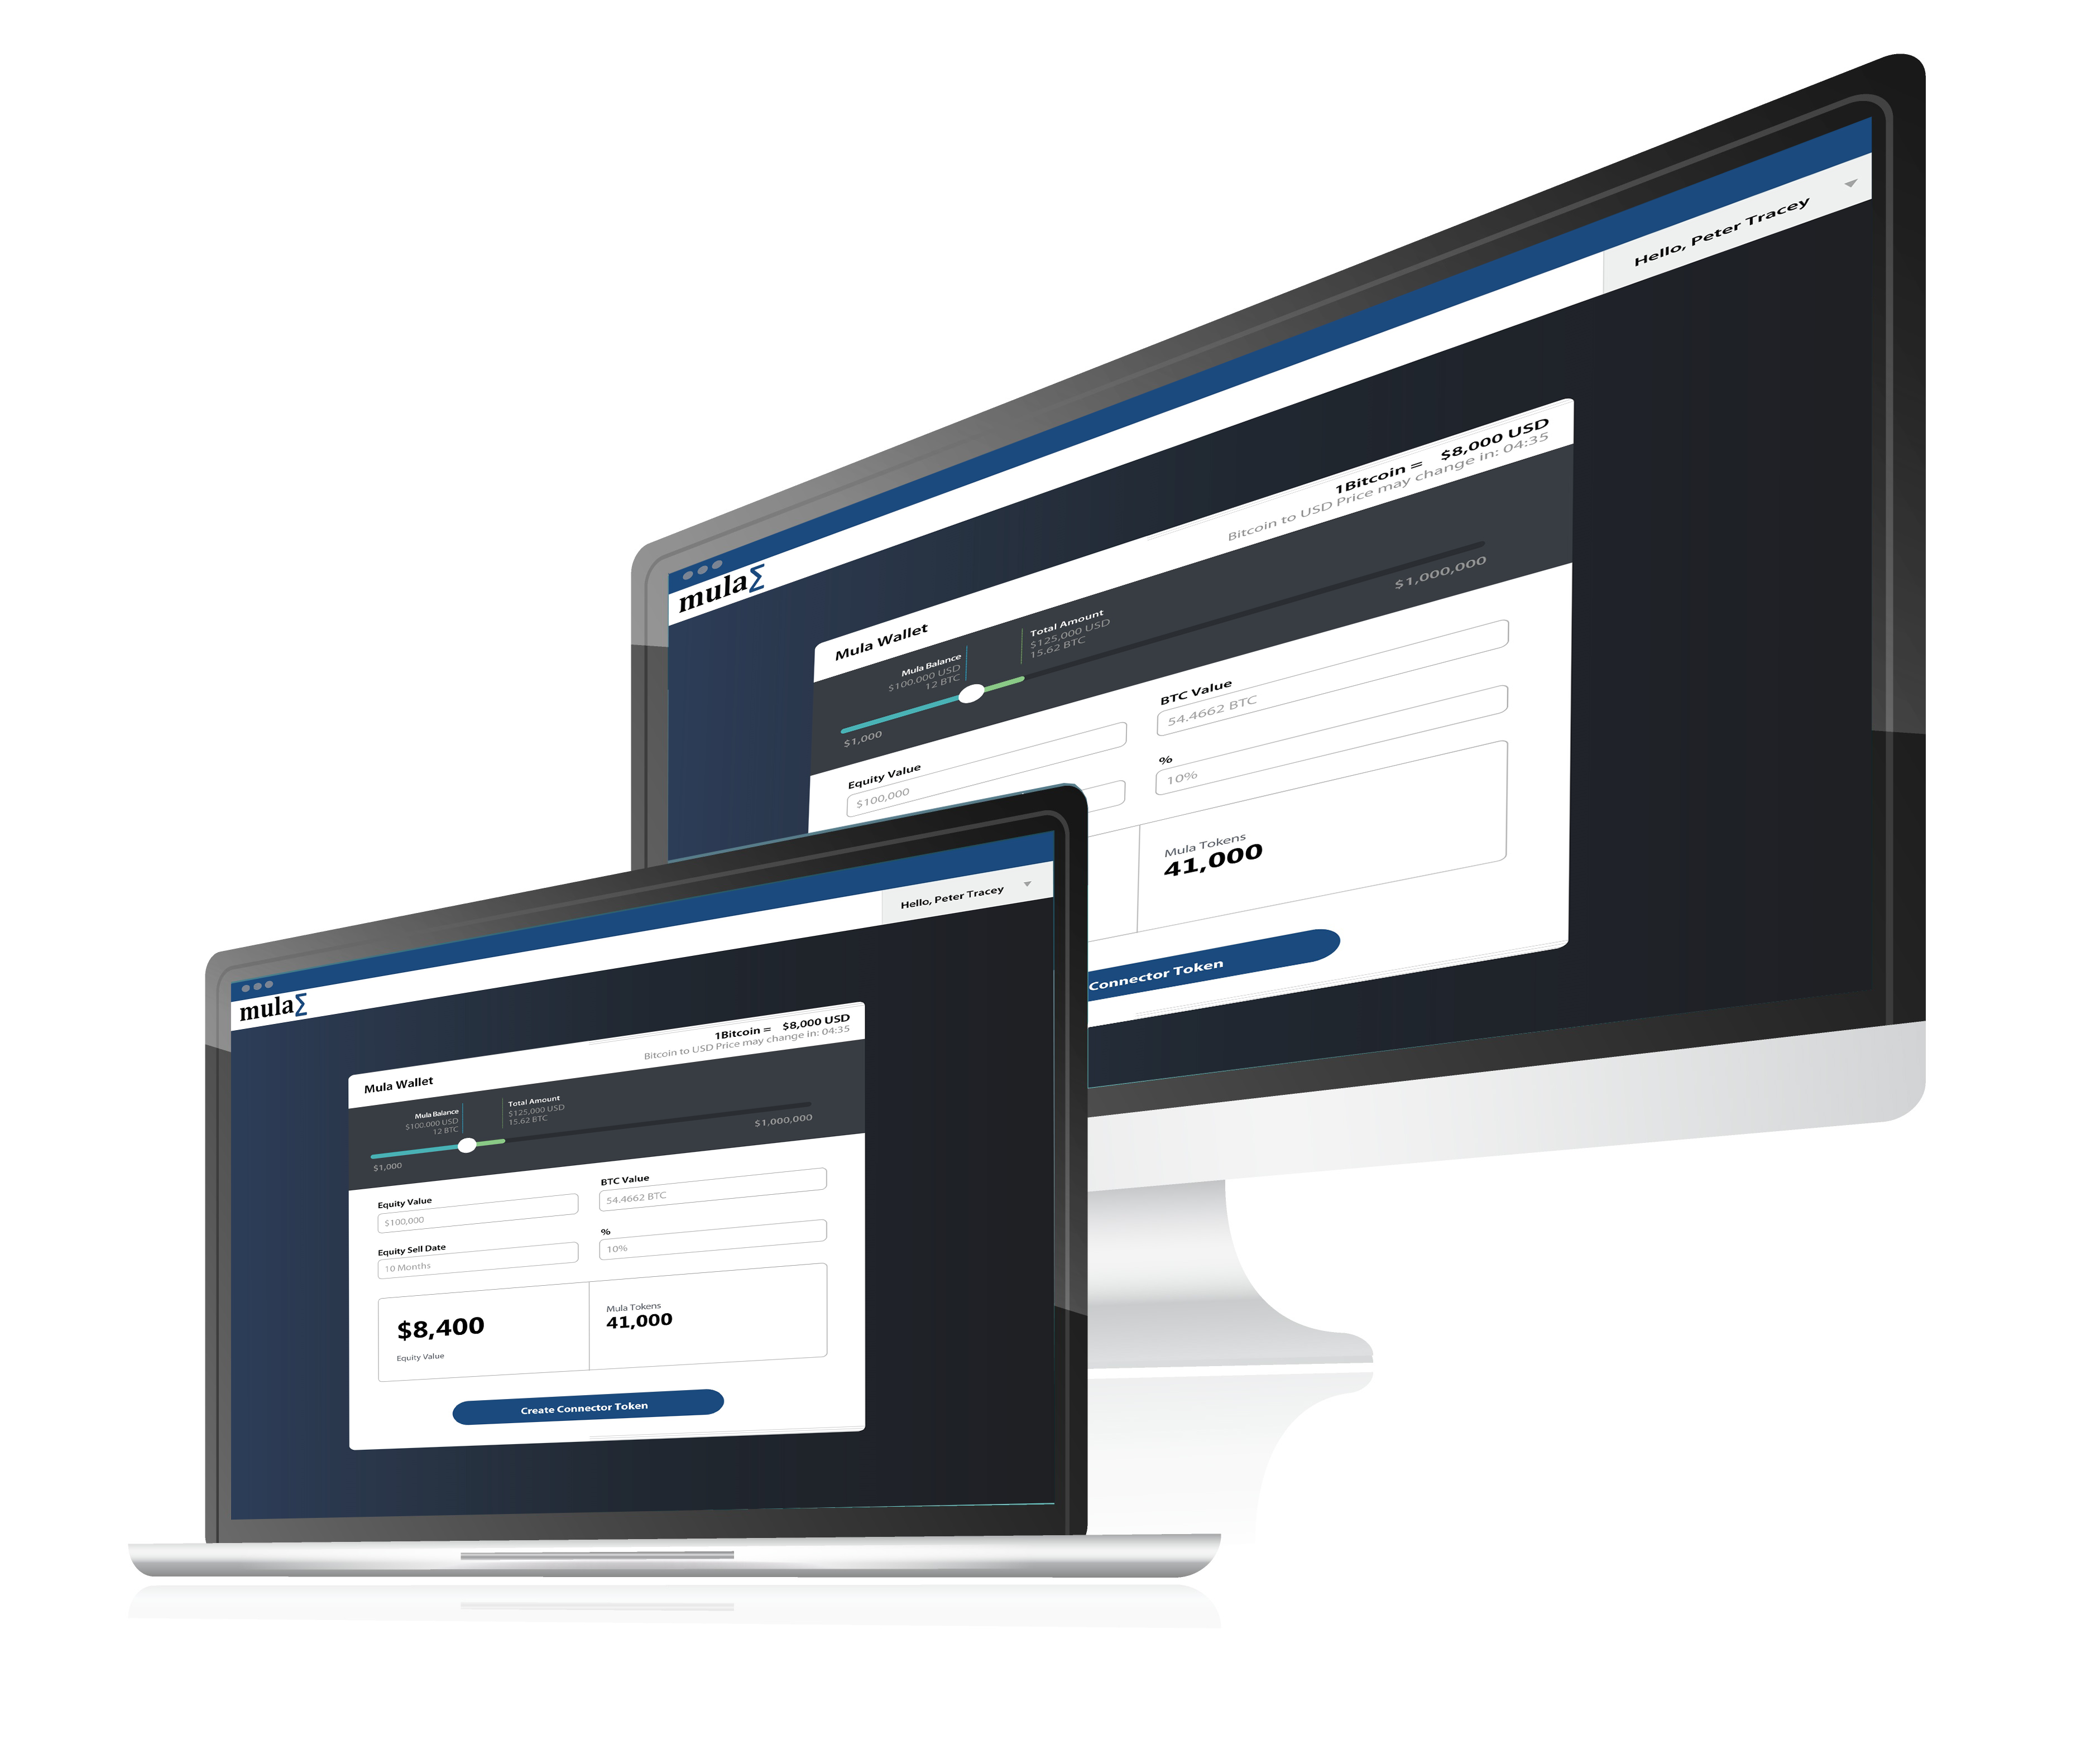 Hello, Peter Tracey
mulaΣ
1Bitcoin = $8,000 USD
Bitcoin to USD Price may change in: 04:35
Mula Wallet
Mula Balance
$100.000 USD
12 BTC
Total Amount
$125,000 USD
15.62 BTC
$1,000
$1,000,000
Equity Value
$100,000
BTC Value
54.4662 BTC
%
10%
Mula Tokens
41,000
Connector Token
Hello, Peter Tracey
mulaΣ
1Bitcoin = $8,000 USD
Bitcoin to USD Price may change in: 04:35
Mula Wallet
Mula Balance
$100.000 USD
12 BTC
Total Amount
$125,000 USD
15.62 BTC
$1,000
$1,000,000
Equity Value
$100,000
BTC Value
54.4662 BTC
Equity Sell Date
10 Months
%
10%
$8,400
Equity Value
Mula Tokens
41,000
Create Connector Token